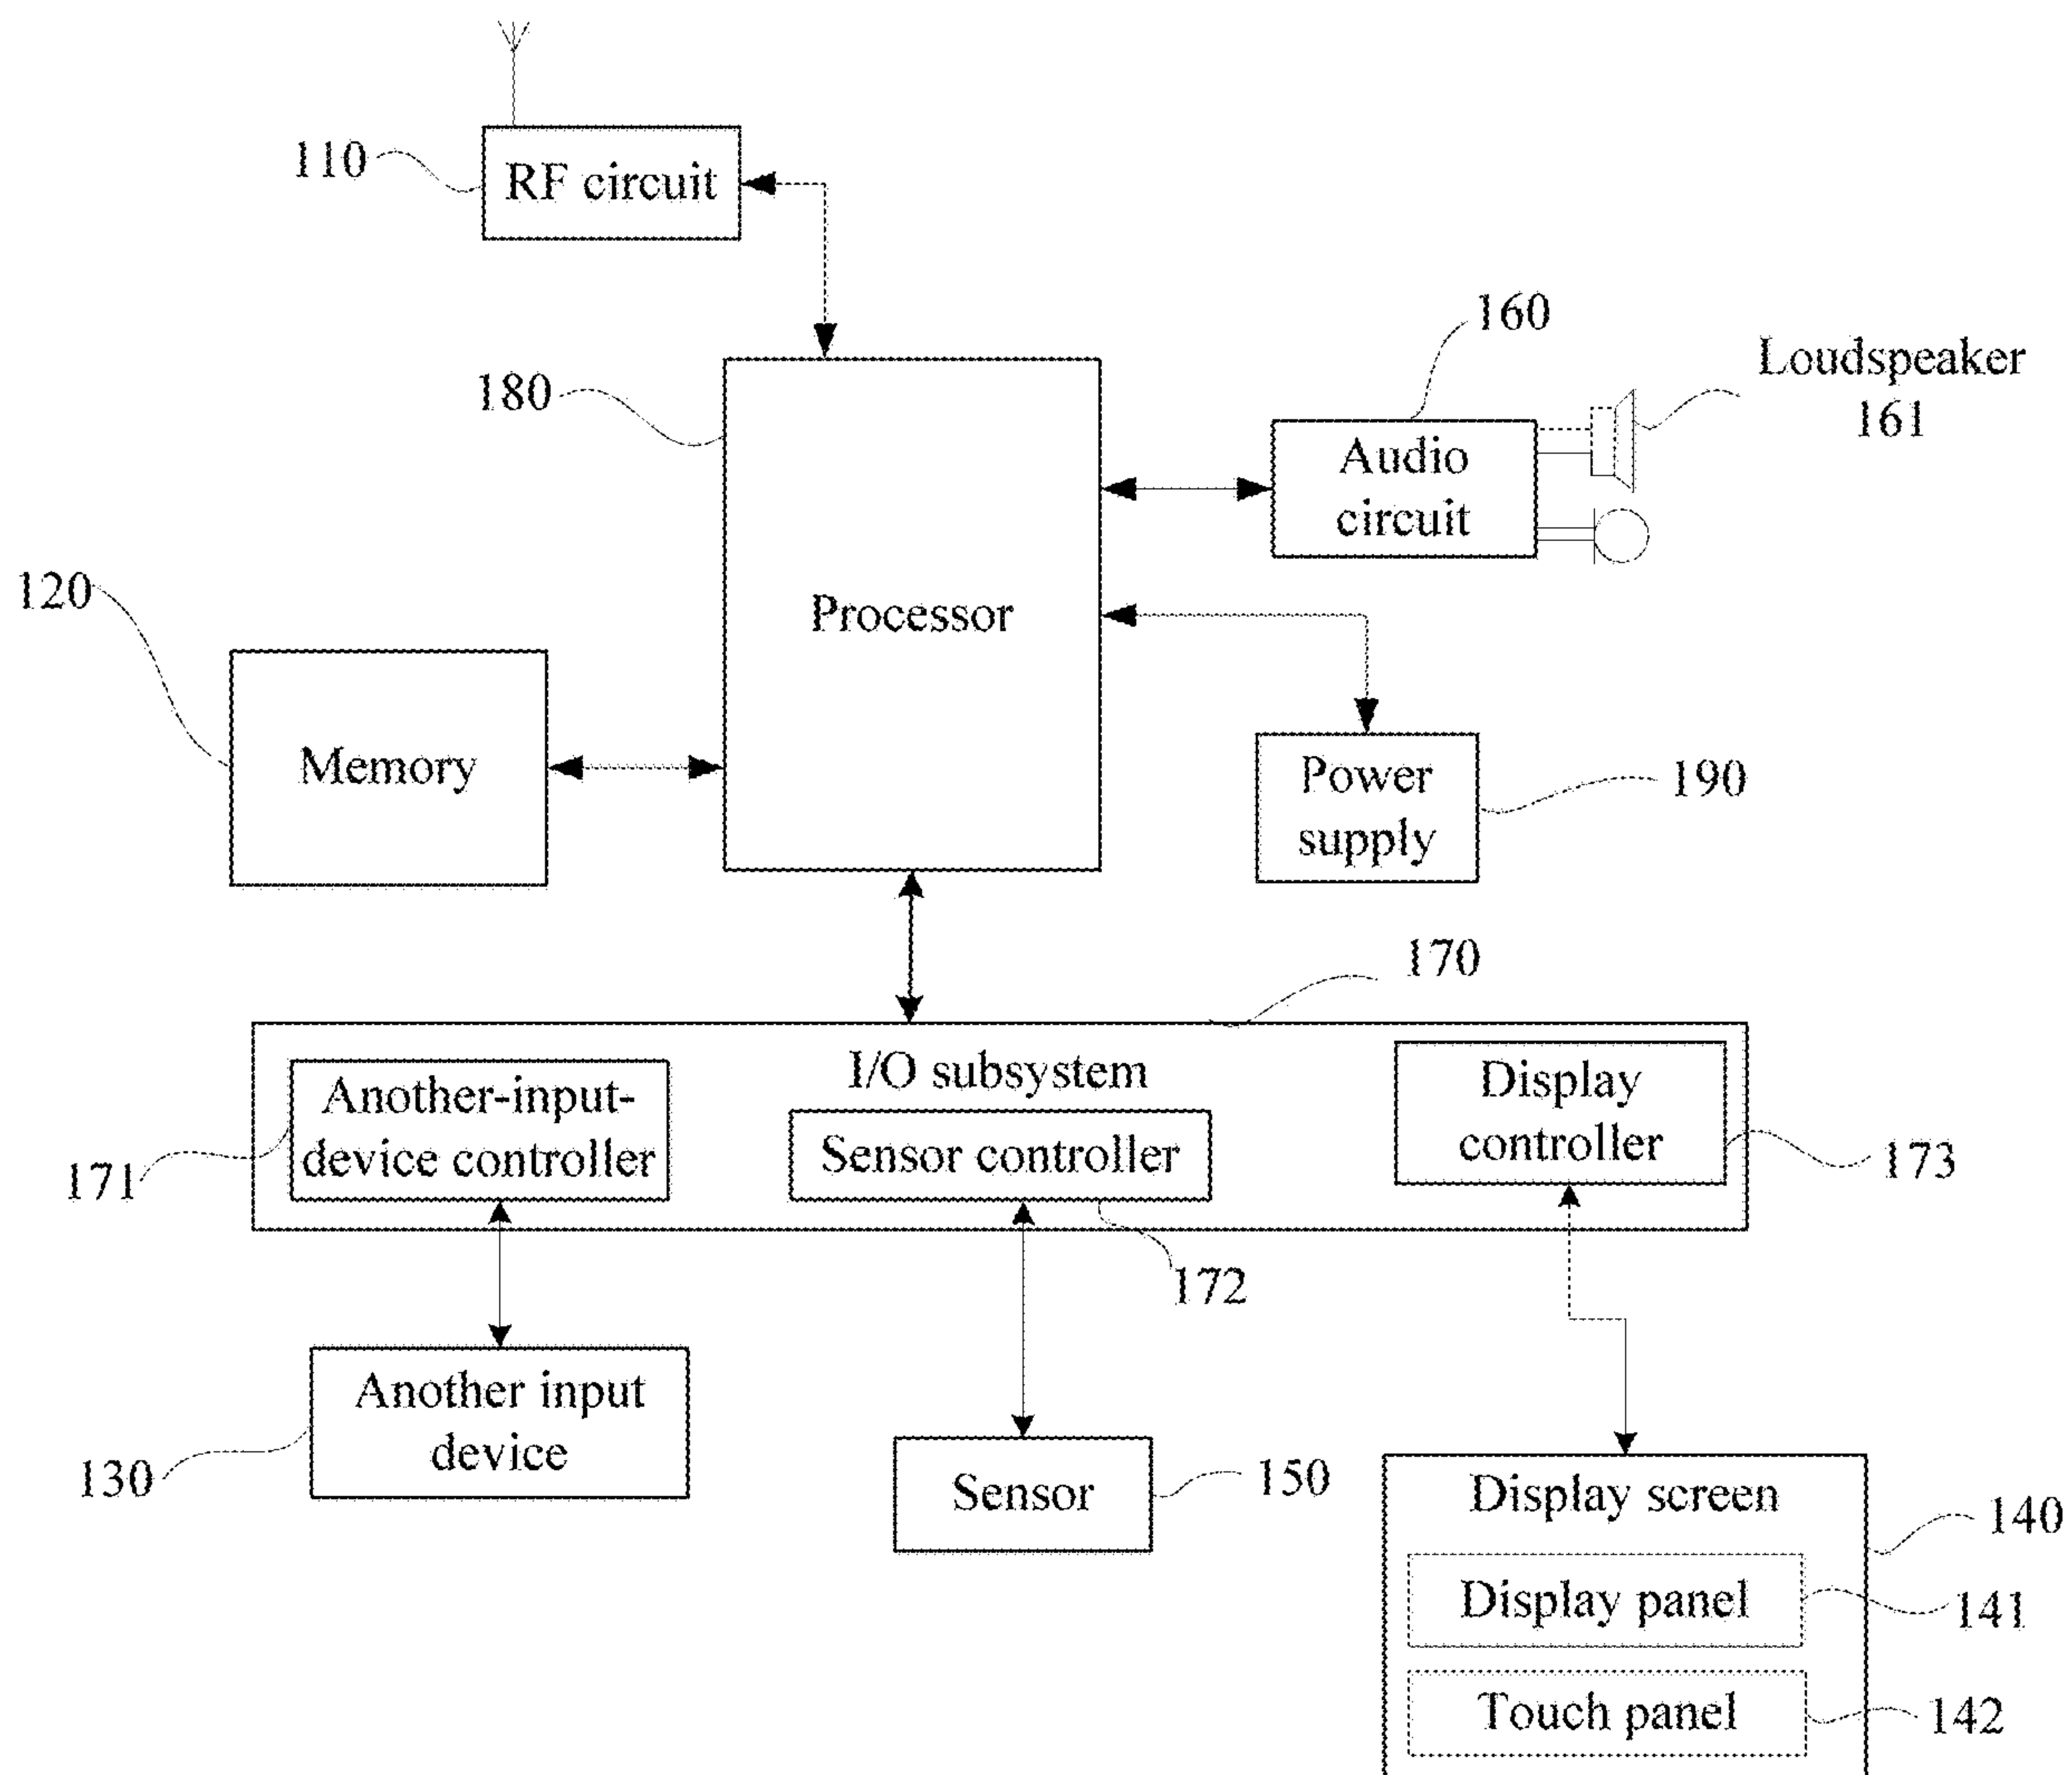 110
RF circuit
160
Loudspeaker
161
180
Audio
circuit
Processor
120
Memory
Power
supply
190
170
I/O subsystem
Another-input-
device controller
171
Sensor controller
172
Display
controller
173
Another input
device
130
Sensor
150
Display screen
140
Display panel
141
Touch panel
142